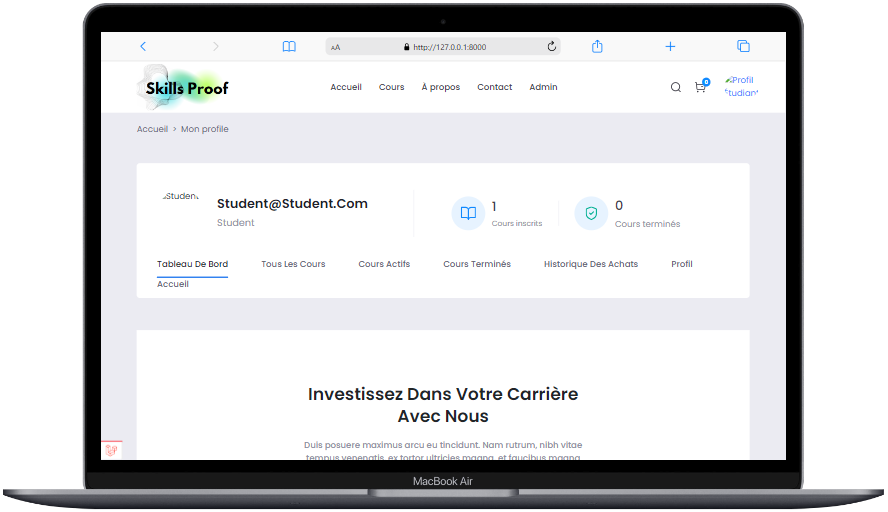 AA http://127.0.0.1:8000
Skills Proof Accueil Cours À propos Contact Admin 0 Profil
tudian
Accueil > Mon profile
Student
Student@Student.Com
Student
1
Cours inscrits
0
Cours terminés
Tableau De Bord Tous Les Cours Cours Actifs Cours Terminés Historique Des Achats Profil
Accueil
Investissez Dans Votre Carrière
Avec Nous
Duis posuere maximus arcu eu tincidunt. Nam rutrum, nibh vitae
tempus venenatis, ex tortor ultricies magna, et faucibus magna
MacBook Air